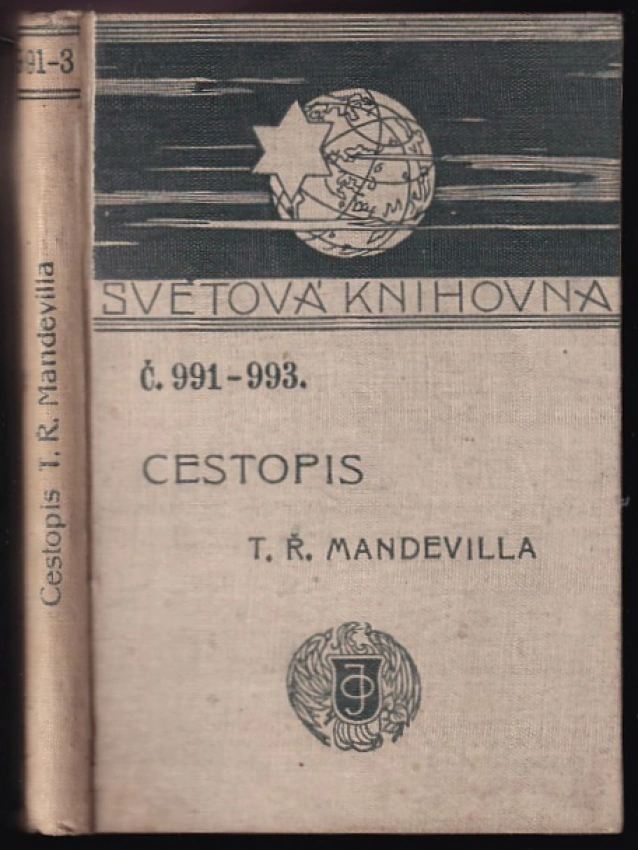 991-3
Cestopis T. R. Mandevilla
SVĚTOVÁ KNIHOVNA
Č. 991-993.
CESTOPIS
T. Ř. MANDEVILLA